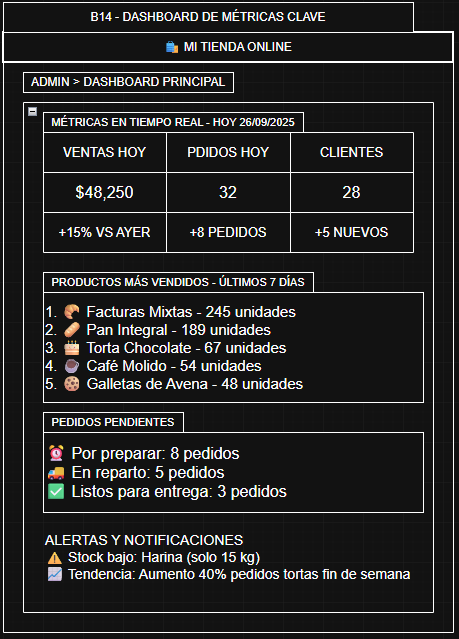 B14 - DASHBOARD DE MÉTRICAS CLAVE
🛍️ MI TIENDA ONLINE
ADMIN > DASHBOARD PRINCIPAL
MÉTRICAS EN TIEMPO REAL - HOY 26/09/2025
VENTAS HOY PDIDOS HOY CLIENTES
$48,250 32 28
+15% VS AYER +8 PEDIDOS +5 NUEVOS
PRODUCTOS MÁS VENDIDOS - ÚLTIMOS 7 DÍAS
1. 🥐 Facturas Mixtas - 245 unidades
2. 🥖 Pan Integral - 189 unidades
3. 🎂 Torta Chocolate - 67 unidades
4. ☕ Café Molido - 54 unidades
5. 🍪 Galletas de Avena - 48 unidades
PEDIDOS PENDIENTES
⏰ Por preparar: 8 pedidos
🚚 En reparto: 5 pedidos
✅ Listos para entrega: 3 pedidos
ALERTAS Y NOTIFICACIONES
⚠️ Stock bajo: Harina (solo 15 kg)
📈 Tendencia: Aumento 40% pedidos tortas fin de semana